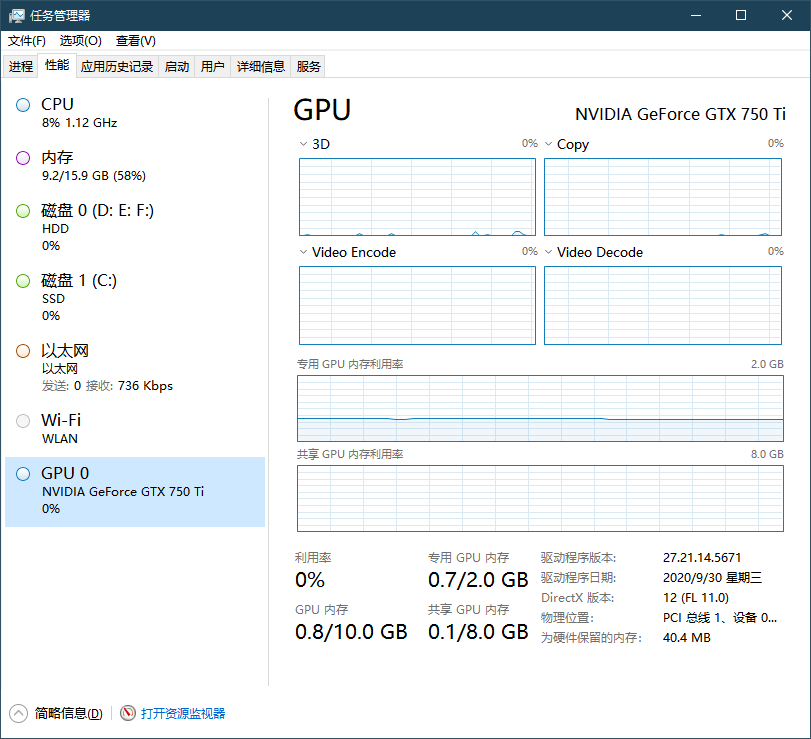 任务管理器
文件(F) 选项(O) 查看(V)
进程 性能 应用历史记录 启动 用户 详细信息 服务
CPU
8% 1.12 GHz
内存
9.2/15.9 GB (58%)
磁盘 0 (D: E: F:)
HDD
0%
磁盘 1 (C:)
SSD
0%
以太网
以太网
发送: 0 接收: 736 Kbps
Wi-Fi
WLAN
GPU 0
NVIDIA GeForce GTX 750 Ti
0%
GPU NVIDIA GeForce GTX 750 Ti
3D 0% Copy 0%
Video Encode 0% Video Decode 0%
专用 GPU 内存利用率 2.0 GB
共享 GPU 内存利用率 8.0 GB
利用率 专用 GPU 内存
0% 0.7/2.0 GB
GPU 内存 共享 GPU 内存
0.8/10.0 GB 0.1/8.0 GB
驱动程序版本: 27.21.14.5671
驱动程序日期: 2020/9/30 星期三
DirectX 版本: 12 (FL 11.0)
物理位置: PCI 总线 1、设备 0...
为硬件保留的内存: 40.4 MB
简略信息(D) 打开资源监视器